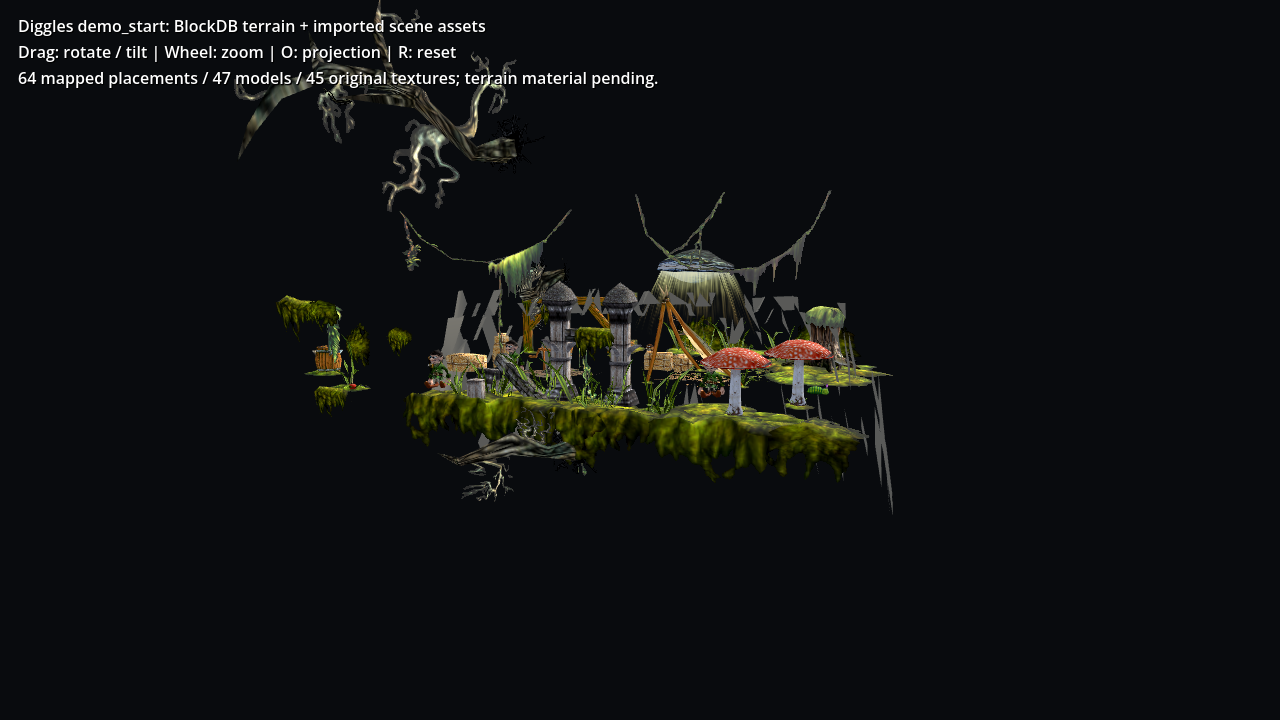 Diggles demo_start: BlockDB terrain + imported scene assets
Drag: rotate / tilt | Wheel: zoom | O: projection | R: reset
64 mapped placements / 47 models / 45 original textures; terrain material pending.